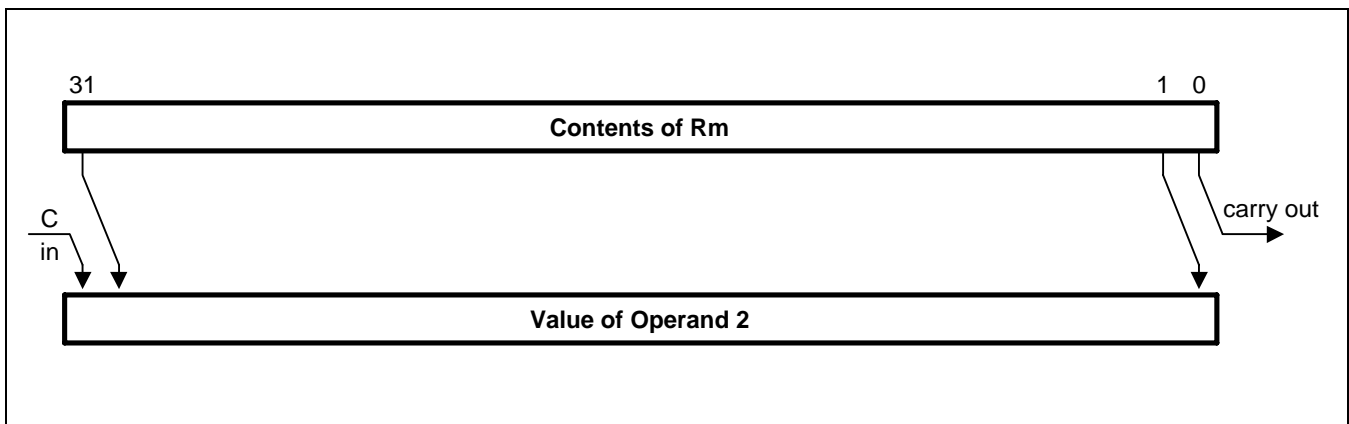 31 1 0
Contents of Rm
C
in
carry out
Value of Operand 2